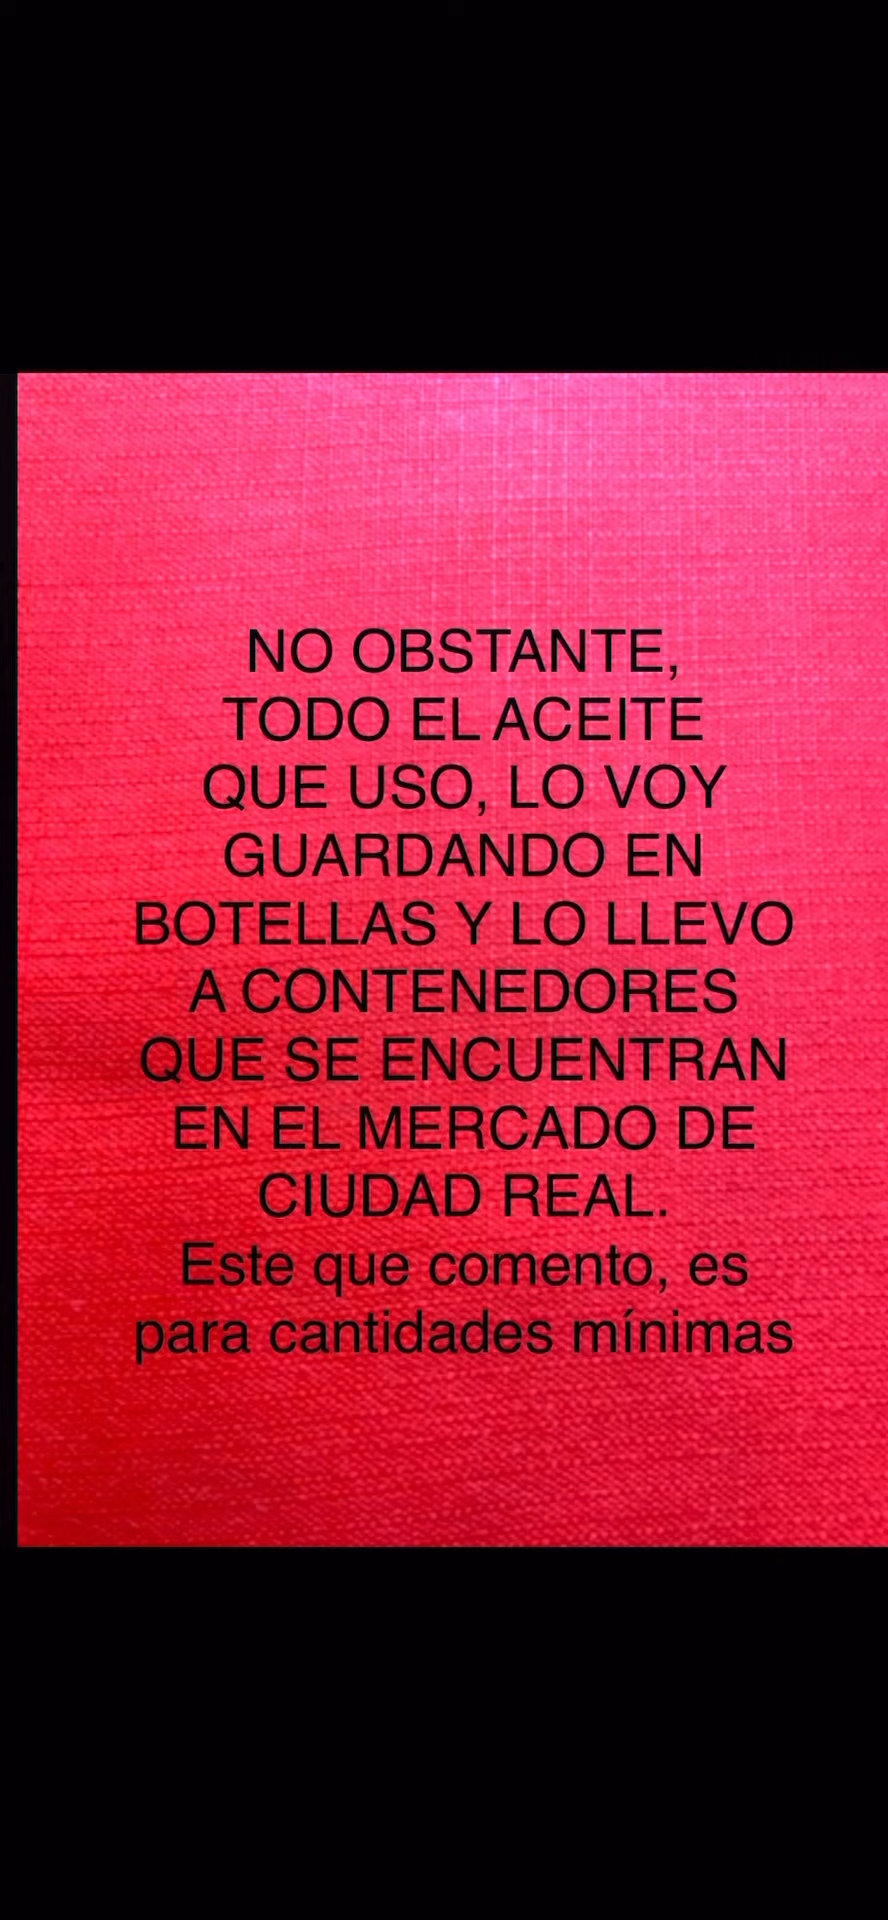 NO OBSTANTE,
TODO EL ACEITE
QUE USO, LO VOY
GUARDANDO EN
BOTELLAS Y LO LLEVO
A CONTENEDORES
QUE SE ENCUENTRAN
EN EL MERCADO DE
CIUDAD REAL.
Este que comento, es
para cantidades mínimas